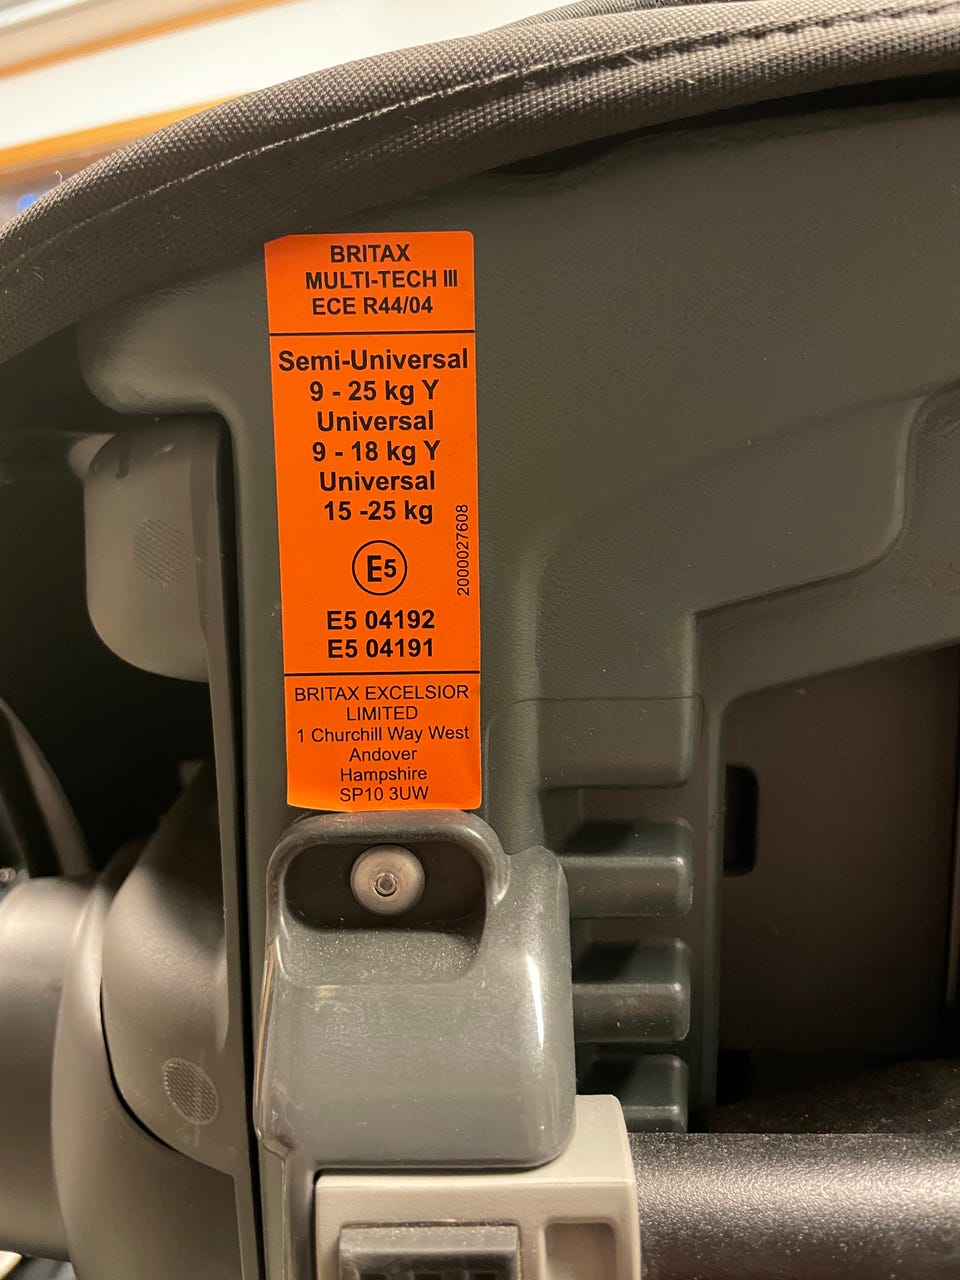 BRITAX
MULTI-TECH III
ECE R44/04
Semi-Universal
9 - 25 kg Y
Universal
9 - 18 kg Y
Universal
15 -25 kg
2000027608
E5
E5 04192
E5 04191
BRITAX EXCELSIOR
LIMITED
1 Churchill Way West
Andover
Hampshire
SP10 3UW